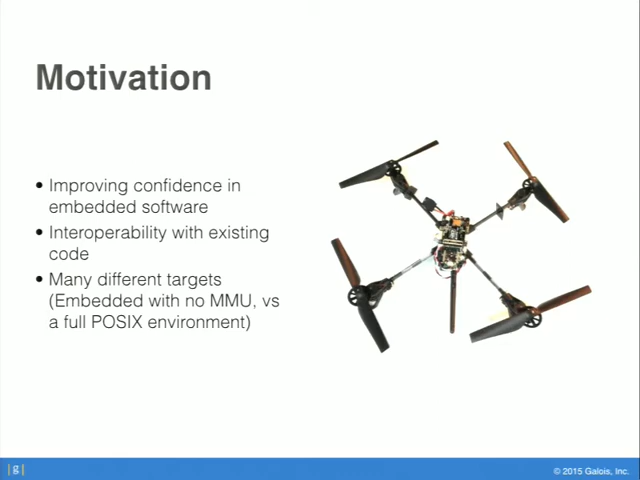 Motivation
• Improving confidence in
embedded software
• Interoperability with existing
code
• Many different targets
(Embedded with no MMU, vs
a full POSIX environment)
|g|
© 2015 Galois, Inc.